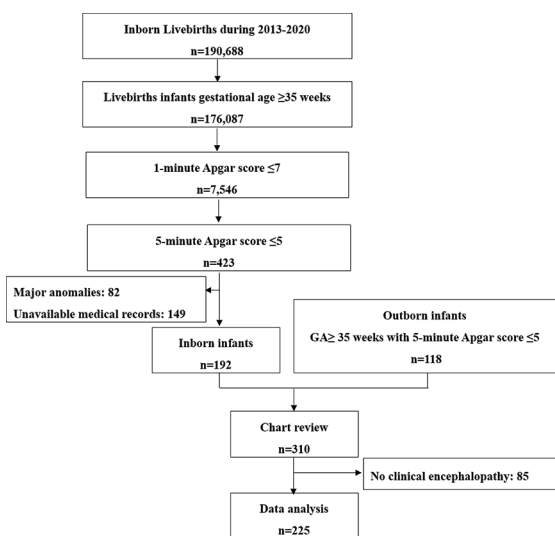 Inborn Livebirths during 2013-2020
n=190,688
Livebirths infants gestational age ≥35 weeks
n=176,087
1-minute Apgar score ≤7
n=7,546
5-minute Apgar score ≤5
n=423
Major anomalies: 82
Unavailable medical records: 149
Inborn infants
n=192
Outborn infants
GA≥ 35 weeks with 5-minute Apgar score ≤5
n=118
Chart review
n=310
No clinical encephalopathy: 85
Data analysis
n=225